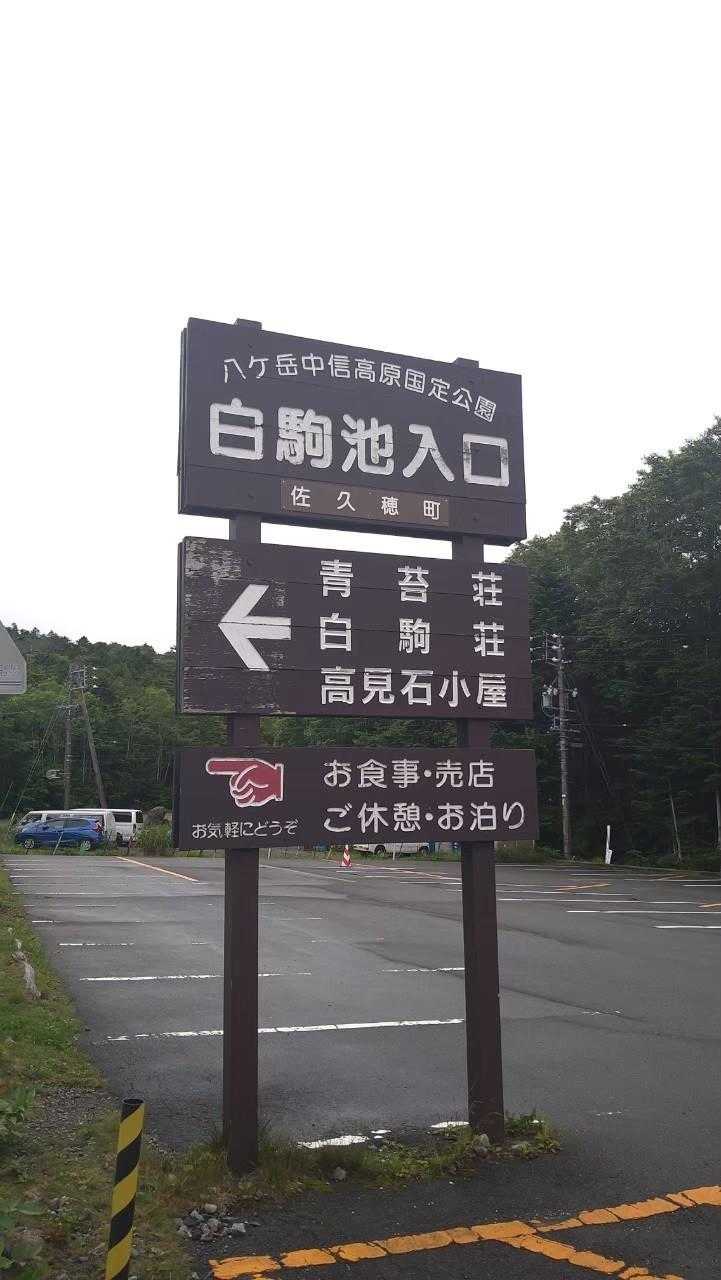 八ケ岳中信高原国定公園
白駒池入口
佐久穂町
青苔荘
白駒荘
高見石小屋
お食事・売店
ご休憩・お泊り
お気軽にどうぞ